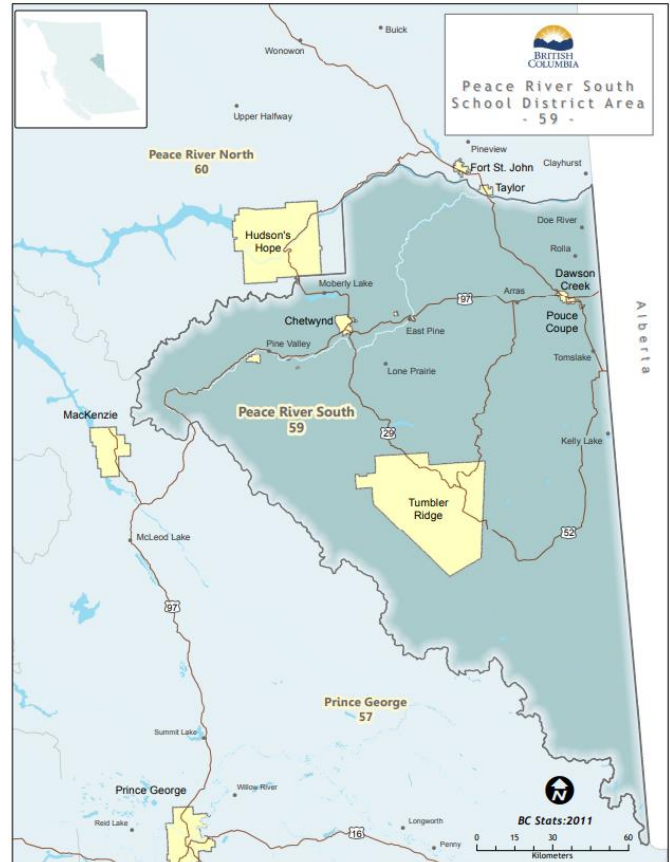 Buick
Wonowon
BRITISH
COLUMBIA
Peace River South
School District Area
- 59 -
Upper Halfway
Pineview
Peace River North
60
Fort St. John
Clayhurst
Taylor
Hudson's
Hope
Doe River
Rolla
Moberly Lake
Dawson
Creek
97
Arras
Alberta
Chetwynd
East Pine
Pouce
Coupe
Pine Valley
Tomslake
Lone Prairie
Peace River South
59
MacKenzie
29
Kelly Lake
Tumbler
Ridge
McLeod Lake
52
97
Prince George
57
Summit Lake
Prince George
Willow River
N
BC Stats:2011
Reid Lake
16
Longworth
Penny
0 15 30 45 60
Kilometers